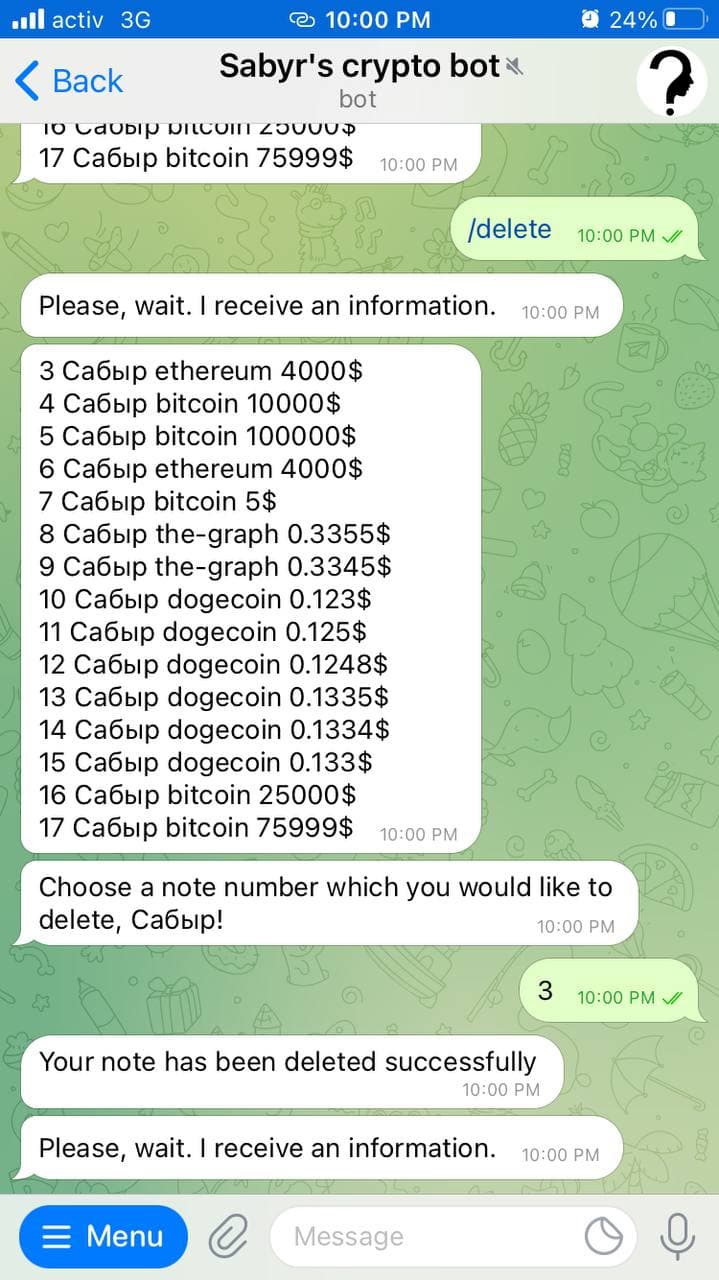 activ 3G 10:00 PM 24%
Back Sabyr's crypto bot
bot
16 Сабыр bitcoin 25000$
17 Сабыр bitcoin 75999$ 10:00 PM
/delete 10:00 PM
Please, wait. I receive an information. 10:00 PM
3 Сабыр ethereum 4000$
4 Сабыр bitcoin 10000$
5 Сабыр bitcoin 100000$
6 Сабыр ethereum 4000$
7 Сабыр bitcoin 5$
8 Сабыр the-graph 0.3355$
9 Сабыр the-graph 0.3345$
10 Сабыр dogecoin 0.123$
11 Сабыр dogecoin 0.125$
12 Сабыр dogecoin 0.1248$
13 Сабыр dogecoin 0.1335$
14 Сабыр dogecoin 0.1334$
15 Сабыр dogecoin 0.133$
16 Сабыр bitcoin 25000$
17 Сабыр bitcoin 75999$ 10:00 PM
Choose a note number which you would like to
delete, Сабыр! 10:00 PM
3 10:00 PM
Your note has been deleted successfully
10:00 PM
Please, wait. I receive an information. 10:00 PM
Menu Message